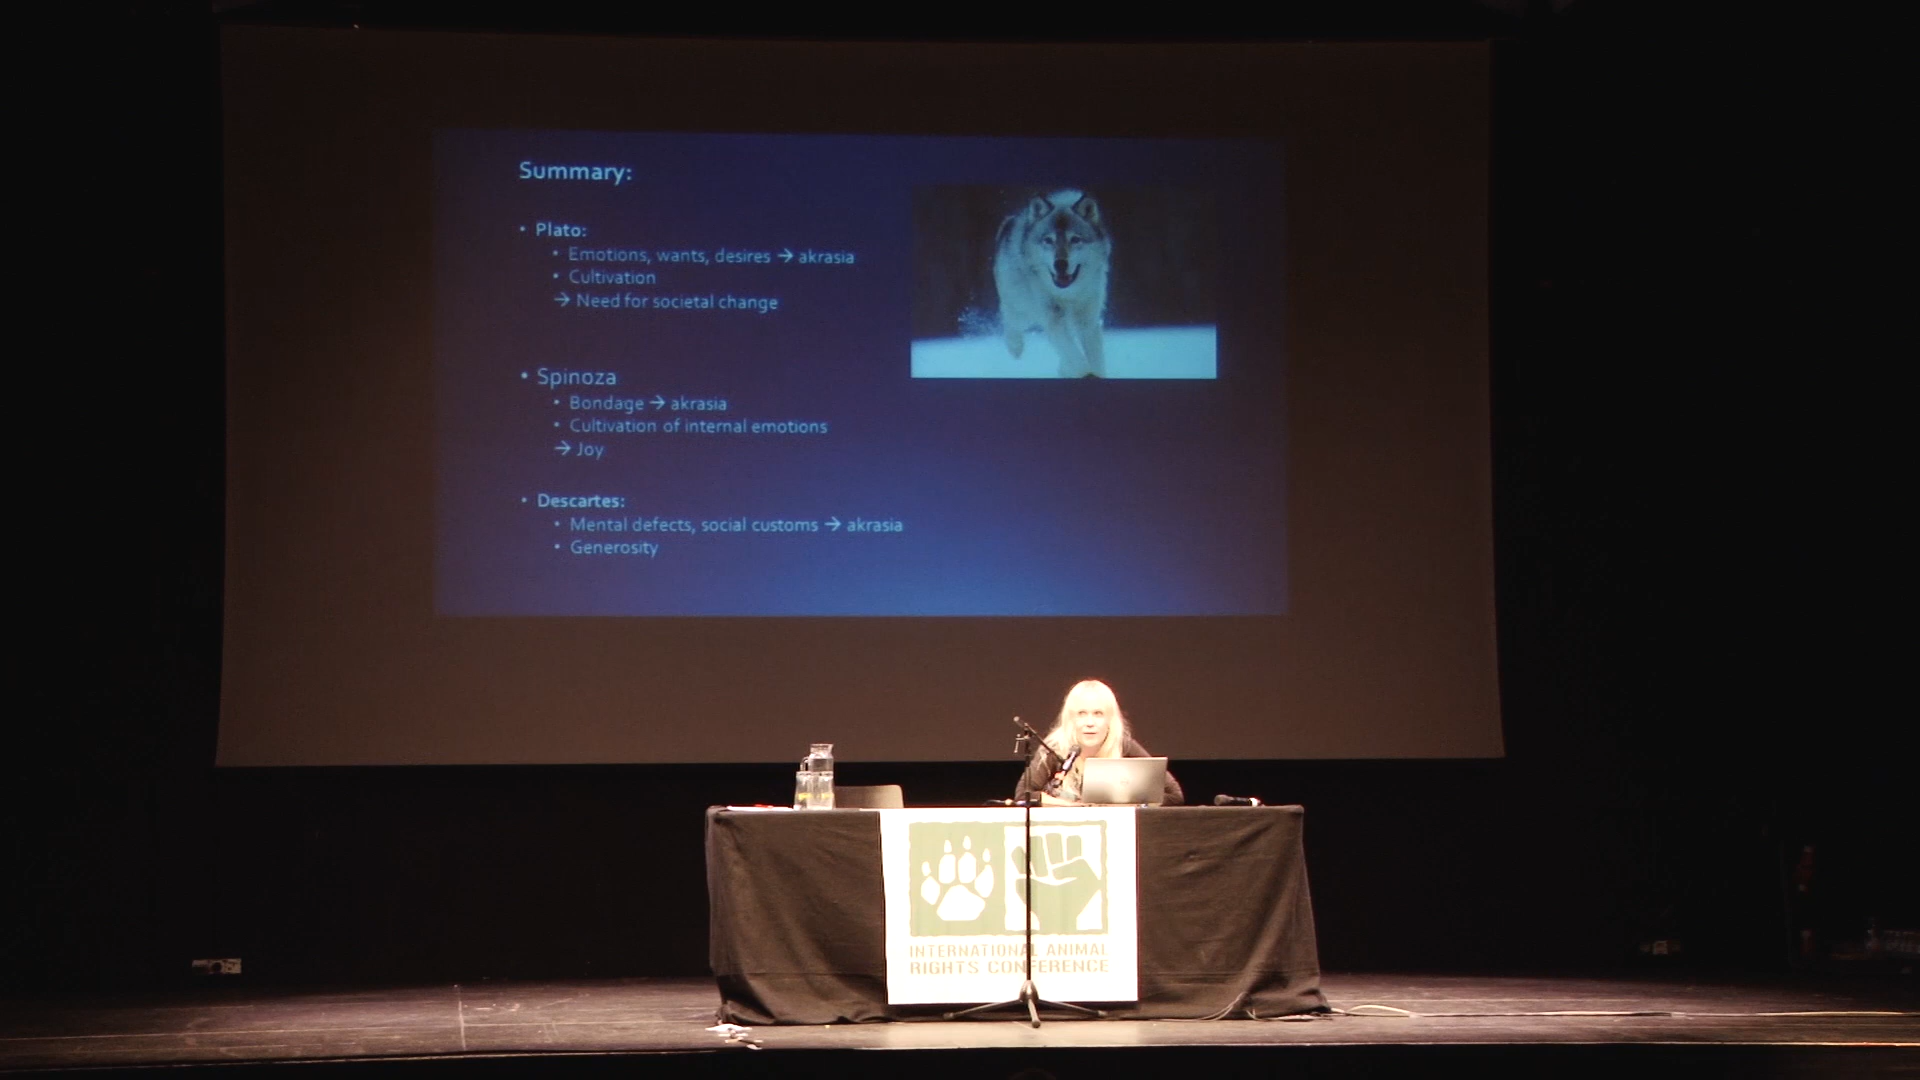 Summary:
• Plato:
• Emotions, wants, desires → akrasia
• Cultivation
→ Need for societal change
• Spinoza
• Bondage → akrasia
• Cultivation of internal emotions
→ Joy
• Descartes:
• Mental defects, social customs → akrasia
• Generosity
INTERNATIONAL ANIMAL
RIGHTS CONFERENCE